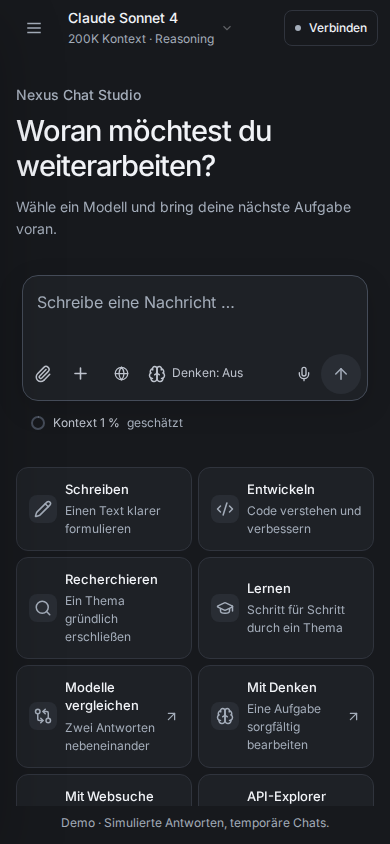 Claude Sonnet 4
200K Kontext · Reasoning
Verbinden
Nexus Chat Studio
Woran möchtest du
weiterarbeiten?
Wähle ein Modell und bring deine nächste Aufgabe
voran.
Schreibe eine Nachricht ...
Denken: Aus
Kontext 1 % geschätzt
Schreiben
Einen Text klarer
formulieren
Entwickeln
Code verstehen und
verbessern
Recherchieren
Ein Thema
gründlich
erschließen
Lernen
Schritt für Schritt
durch ein Thema
Modelle
vergleichen
Zwei Antworten
nebeneinander
Mit Denken
Eine Aufgabe
sorgfältig
bearbeiten
Mit Websuche
API-Explorer
Demo · Simulierte Antworten, temporäre Chats.